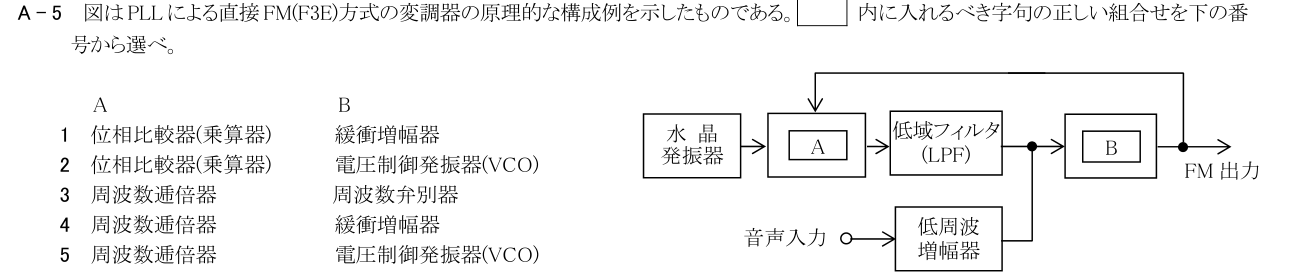 A-5 図はPLLによる直接FM(F3E)方式の変調器の原理的な構成例を示したものである。 内に入れるべき字句の正しい組合せを下の番
号から選べ。
A B
1 位相比較器(乗算器) 緩衝増幅器
2 位相比較器(乗算器) 電圧制御発振器(VCO)
3 周波数逓倍器 周波数弁別器
4 周波数逓倍器 緩衝増幅器
5 周波数逓倍器 電圧制御発振器(VCO)
水 晶
発振器
A
低域フィルタ
(LPF)
B
FM 出力
音声入力
低周波
増幅器